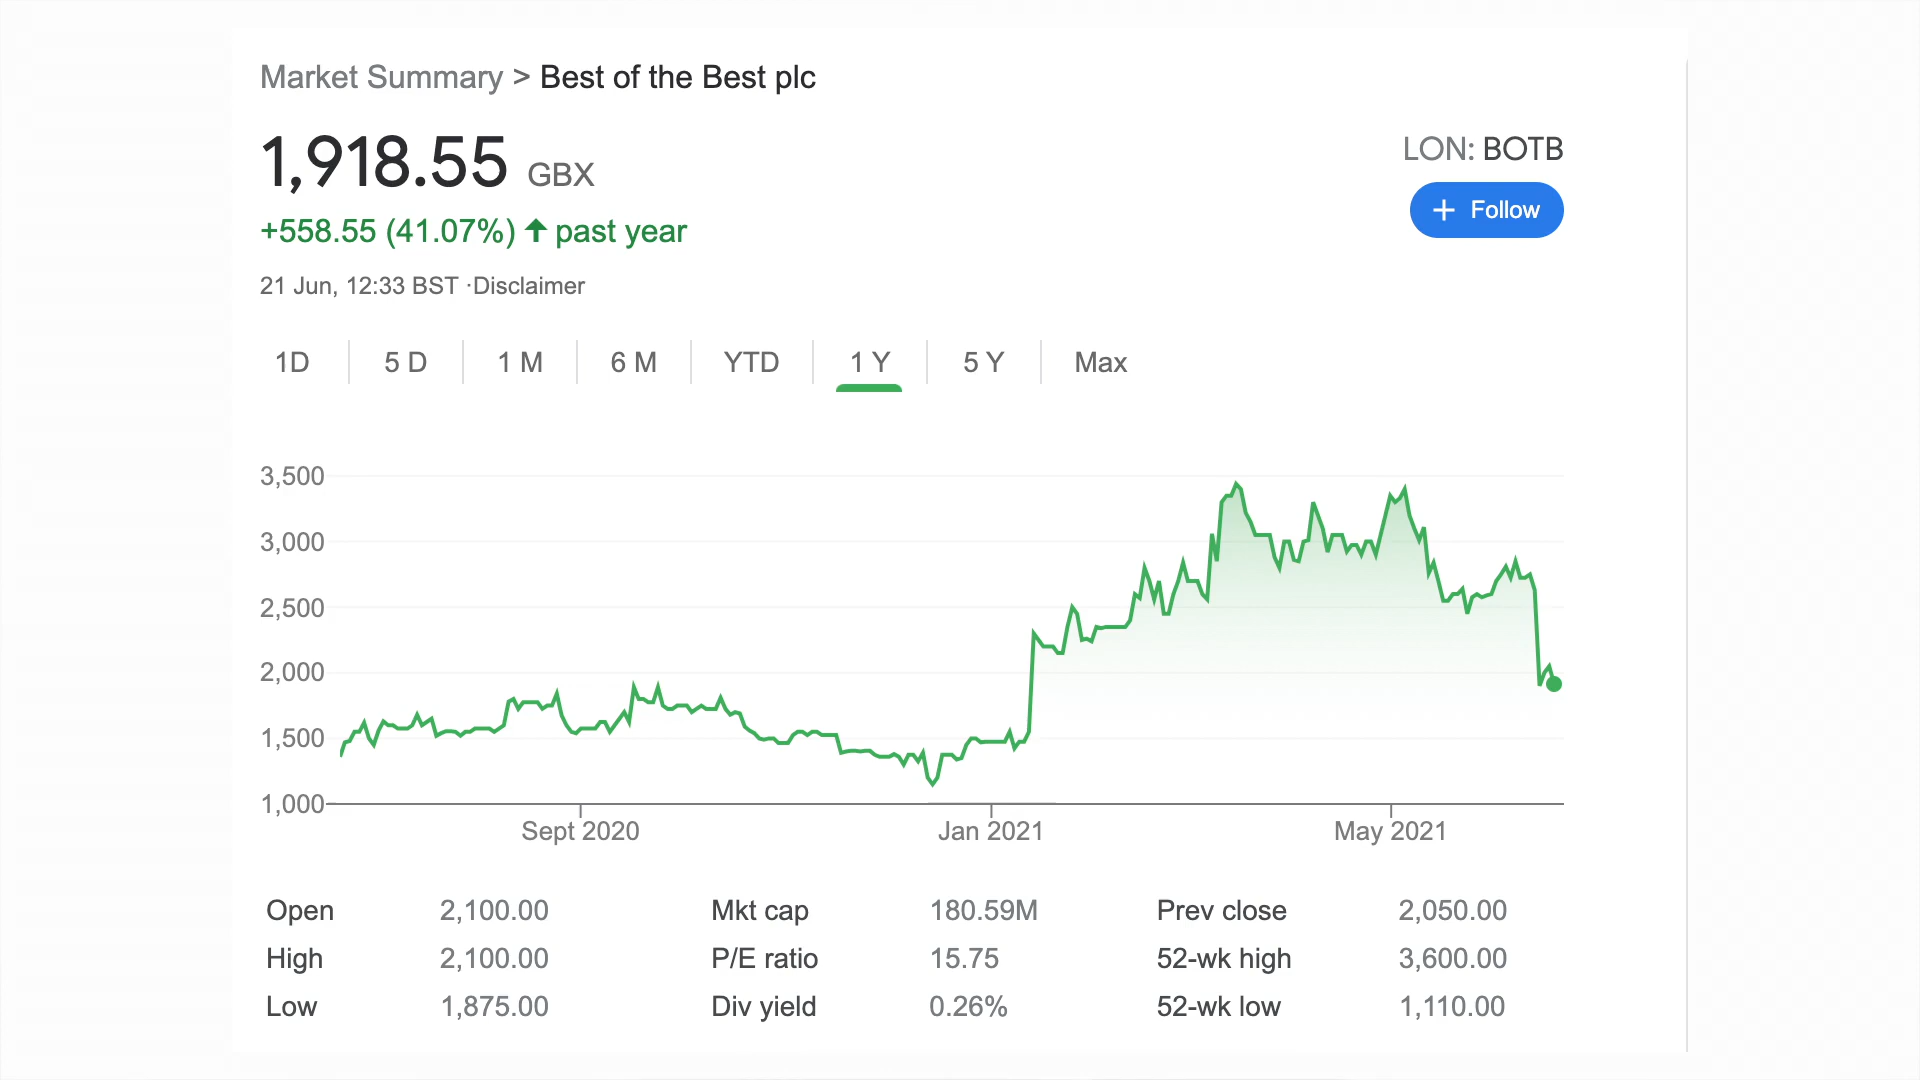 Market Summary > Best of the Best plc
1,918.55 GBX
LON: BOTB
+ Follow
+558.55 (41.07%) ↑ past year
21 Jun, 12:33 BST ·Disclaimer
1D 5 D 1 M 6 M YTD 1 Y 5 Y Max
3,500
3,000
2,500
2,000
1,500
1,000
Sept 2020 Jan 2021 May 2021
Open 2,100.00 Mkt cap 180.59M Prev close 2,050.00
High 2,100.00 P/E ratio 15.75 52-wk high 3,600.00
Low 1,875.00 Div yield 0.26% 52-wk low 1,110.00